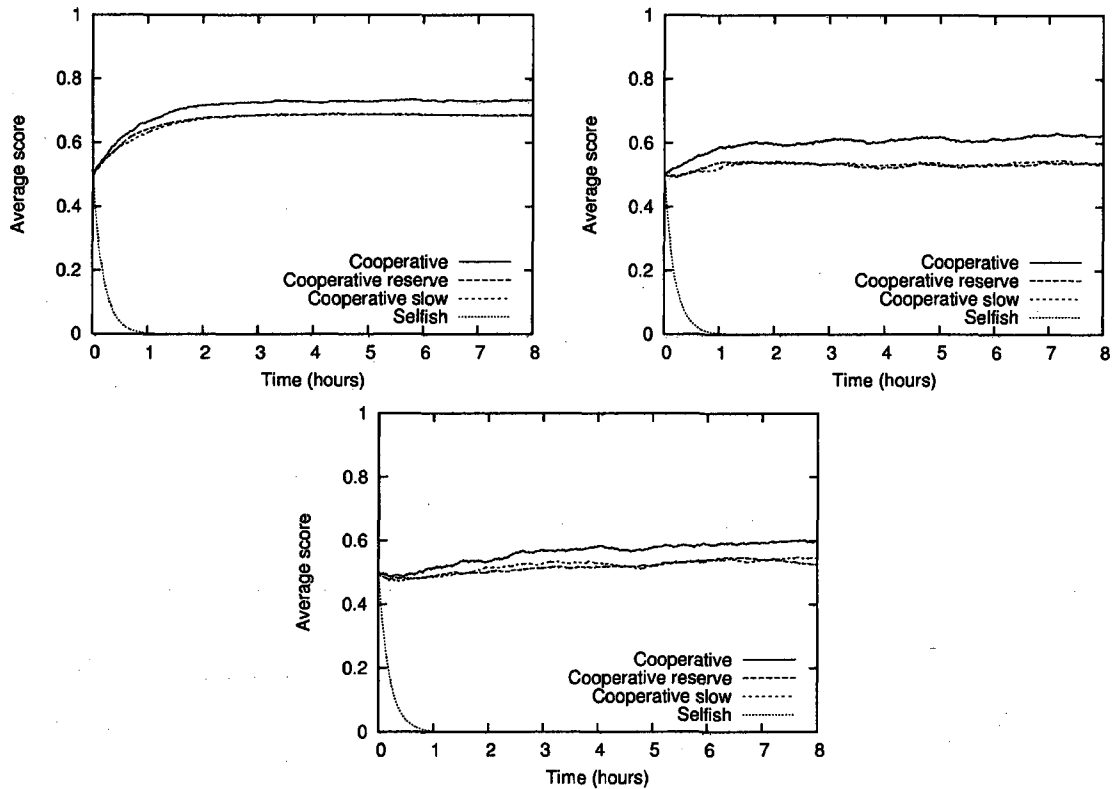 1
0.8
0.6
0.4
0.2
0
Average score
Cooperative
Cooperative reserve
Cooperative slow
Selfish
0 1 2 3 4 5 6 7 8
Time (hours)
1
0.8
0.6
0.4
0.2
0
Average score
Cooperative
Cooperative reserve
Cooperative slow
Selfish
0 1 2 3 4 5 6 7 8
Time (hours)
1
0.8
0.6
0.4
0.2
0
Average score
Cooperative
Cooperative reserve
Cooperative slow
Selfish
0 1 2 3 4 5 6 7 8
Time (hours)